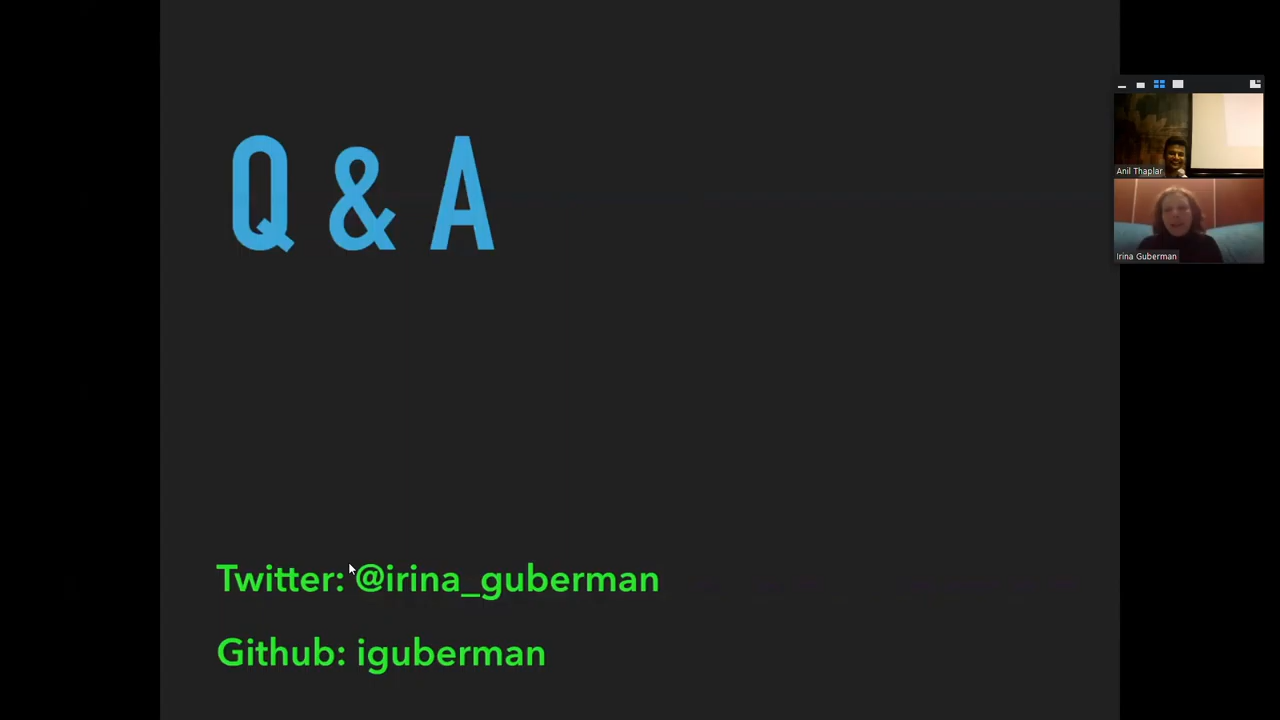 Q & A
Anil Thaplar
Irina Guberman
Twitter: @irina_guberman
Github: iguberman